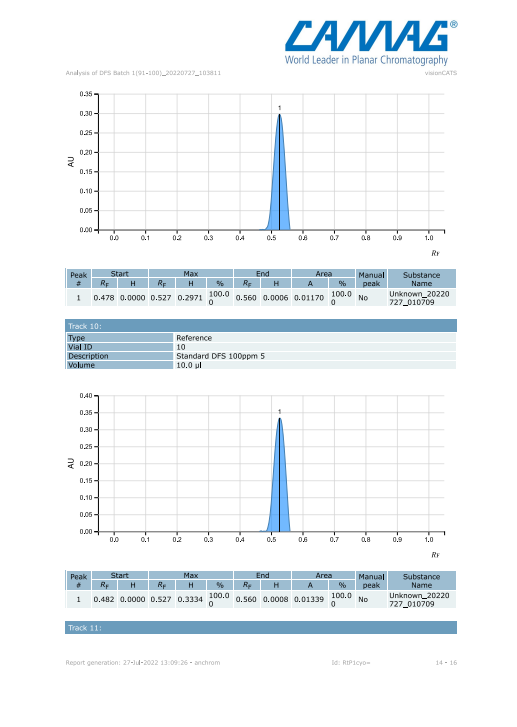 CAMAG®
World Leader in Planar Chromatography
Analysis of DFS Batch 1(91-100)_20220727_103611 visionCATS
0.35
0.30
0.25
0.20
0.15
0.10
0.05
0.00
AU
1
0.0 0.1 0.2 0.3 0.4 0.5 0.6 0.7 0.8 0.9 1.0
RF
Peak # Start Max End Area Manual peak Substance Name
RF H RF H % RF H A %
1 0.478 0.0000 0.527 0.2971 100.0 0.560 0.0006 0.01170 100.0 No Unknown_20220
0 0 727_010709
Track 10:
Type Reference
Vial ID 10
Description Standard DFS 100ppm 5
Volume 10.0 µl
0.40
0.35
0.30
0.25
0.20
0.15
0.10
0.05
0.00
AU
1
0.0 0.1 0.2 0.3 0.4 0.5 0.6 0.7 0.8 0.9 1.0
RF
Peak # Start Max End Area Manual peak Substance Name
RF H RF H % RF H A %
1 0.482 0.0000 0.527 0.3334 100.0 0.560 0.0008 0.01339 100.0 No Unknown_20220
0 0 727_010709
Track 11:
Report generation: 27-Jul-2022 13:09:26 • anchrom Id: RtP1cyo= 14 • 16